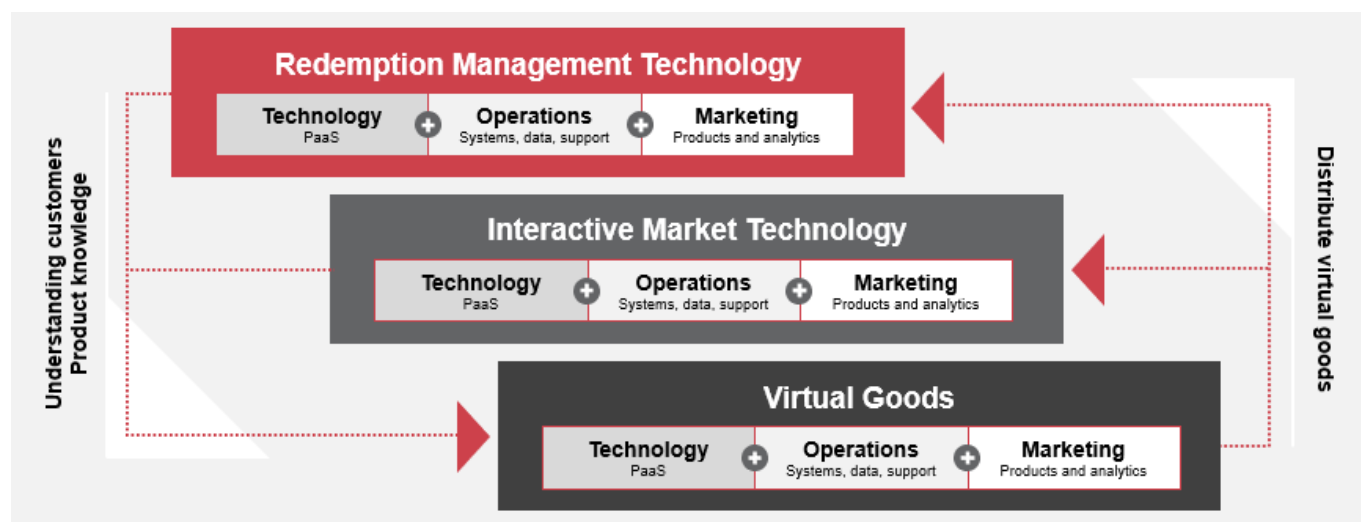 Redemption Management Technology
Technology
PaaS
Operations
Systems, data, support
Marketing
Products and analytics
Interactive Market Technology
Technology
PaaS
Operations
Systems, data, support
Marketing
Products and analytics
Virtual Goods
Technology
PaaS
Operations
Systems, data, support
Marketing
Products and analytics
Understanding customers
Product knowledge
Distribute virtual goods